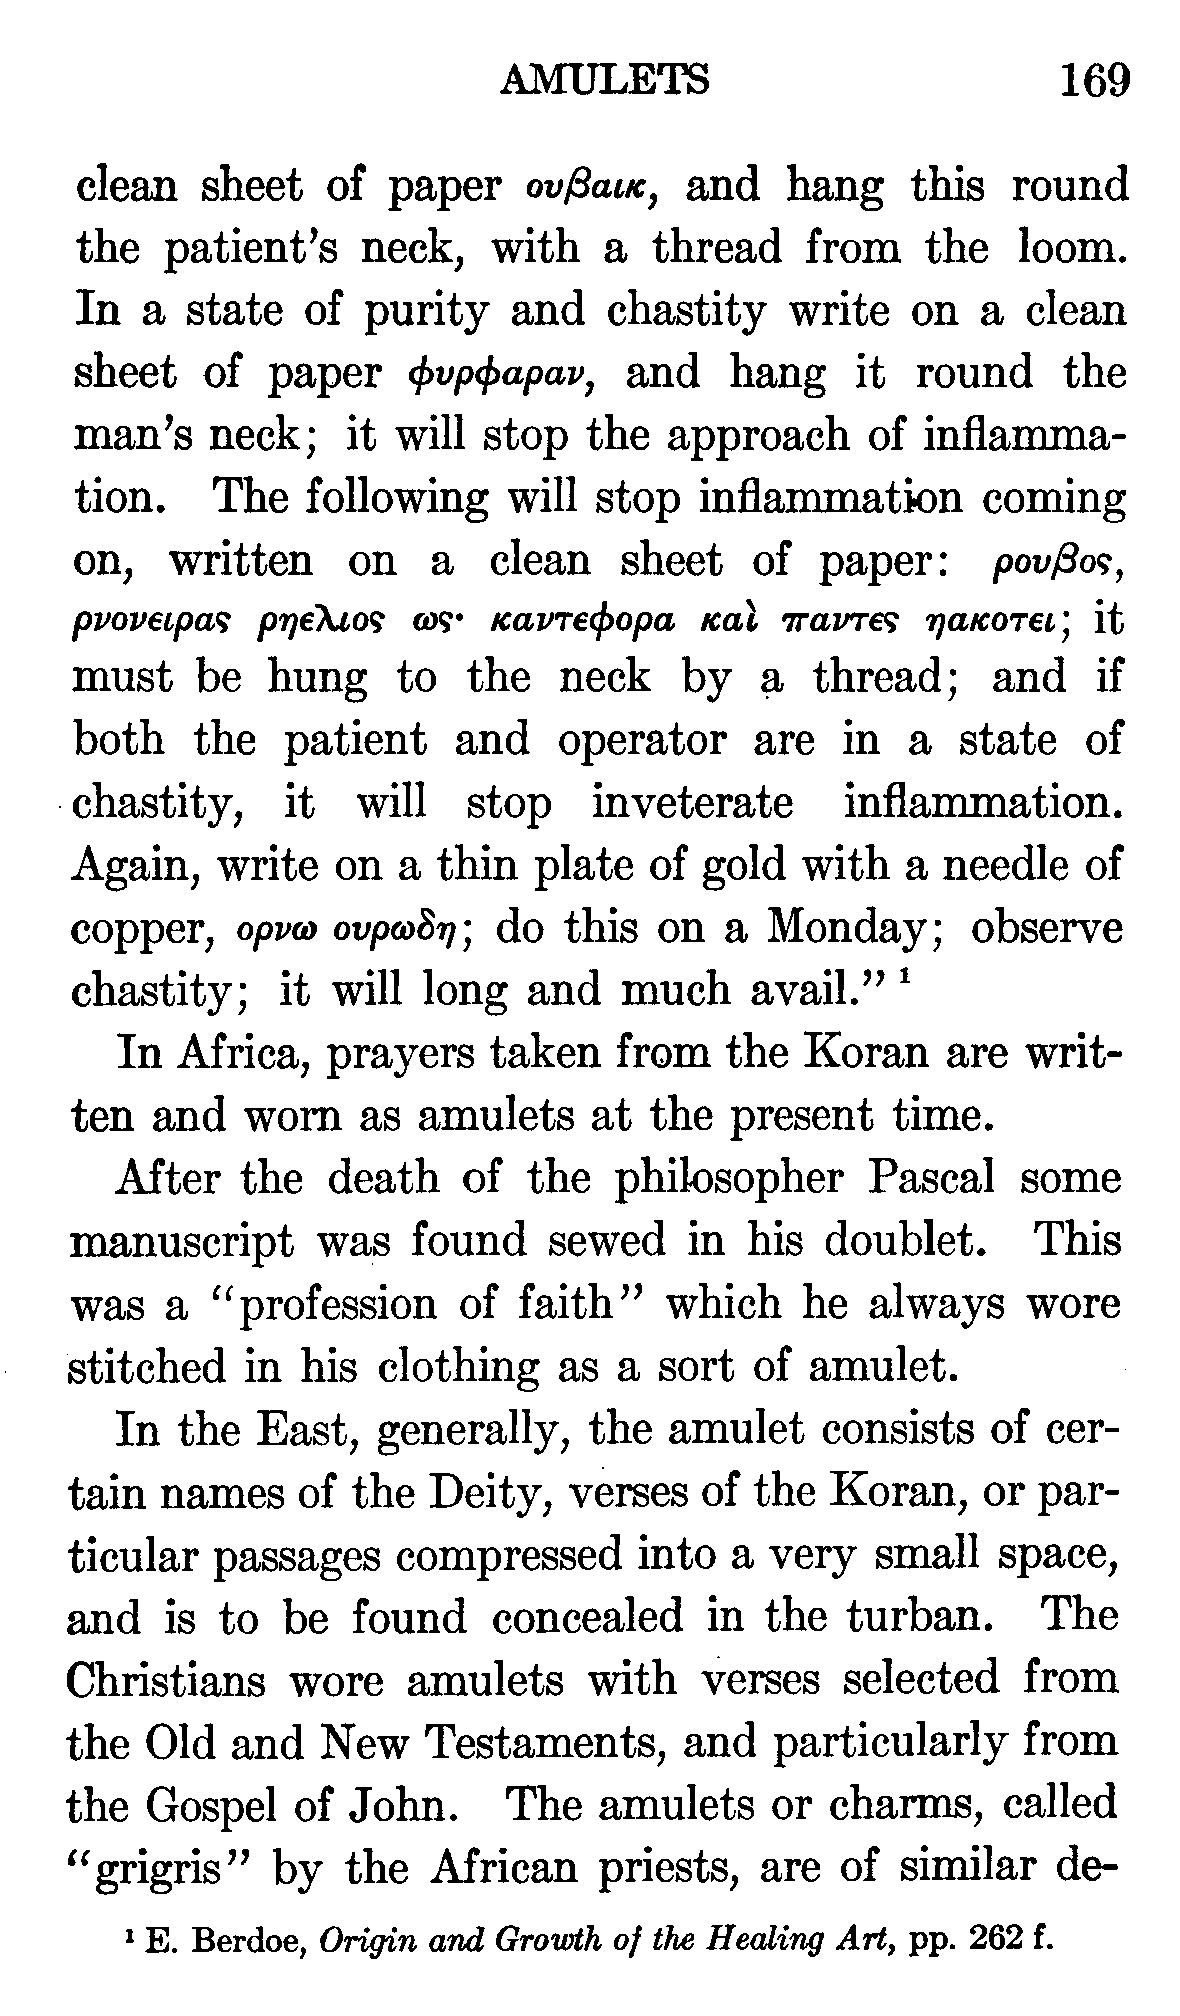 AMULETS 169
clean sheet of paper ουβαικ, and hang this round
the patient's neck, with a thread from the loom.
In a state of purity and chastity write on a clean
sheet of paper φυρφαραν, and hang it round the
man's neck; it will stop the approach of inflamma-
tion. The following will stop inflammation coming
on, written on a clean sheet of paper: ρουβος,
ρνονειρας ρηελιος ως· καντεφορα καὶ παντες ηακοτει; it
must be hung to the neck by a thread; and if
both the patient and operator are in a state of
chastity, it will stop inveterate inflammation.
Again, write on a thin plate of gold with a needle of
copper, ορνω ουρωδη; do this on a Monday; observe
chastity; it will long and much avail." ¹
In Africa, prayers taken from the Koran are writ-
ten and worn as amulets at the present time.
After the death of the philosopher Pascal some
manuscript was found sewed in his doublet. This
was a "profession of faith" which he always wore
stitched in his clothing as a sort of amulet.
In the East, generally, the amulet consists of cer-
tain names of the Deity, verses of the Koran, or par-
ticular passages compressed into a very small space,
and is to be found concealed in the turban. The
Christians wore amulets with verses selected from
the Old and New Testaments, and particularly from
the Gospel of John. The amulets or charms, called
"grigris" by the African priests, are of similar de-
¹ E. Berdoe, Origin and Growth of the Healing Art, pp. 262 f.